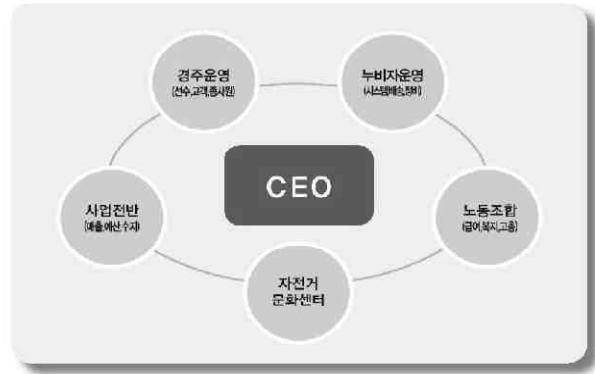 경주운영
(선수,고객,종사원)
누비자운영
(시스템,배송,정비)
CEO
사업전반
(매출,예산,수지)
노동조합
(급여,복지,고충)
자전거
문화센터